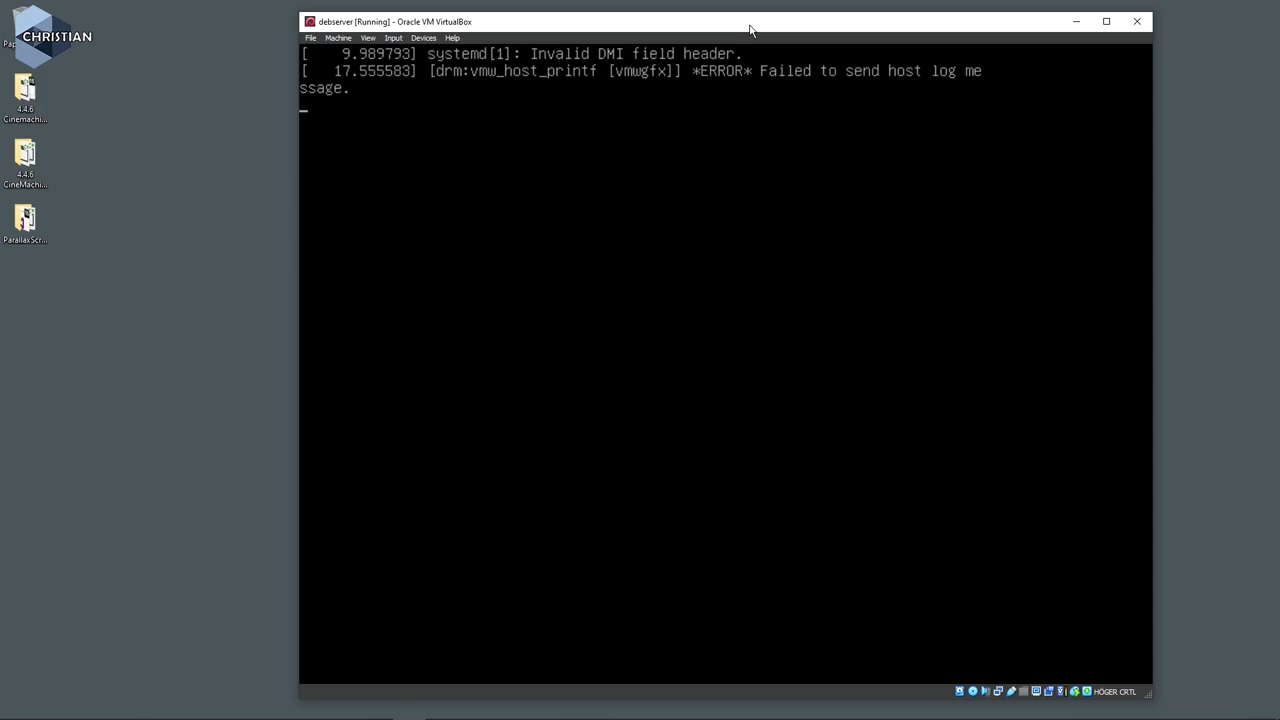 debserver [Running] - Oracle VM VirtualBox
File Machine View Input Devices Help
[    9.989793] systemd[1]: Invalid DMI field header.
[   17.555583] [drm:vmw_host_printf [vmwgfx]] *ERROR* Failed to send host log me
ssage.
CHRISTIAN
4.4.6
Cinemachi...
4.4.6
CineMachi...
ParallaxScr...
HÖGER CRTL